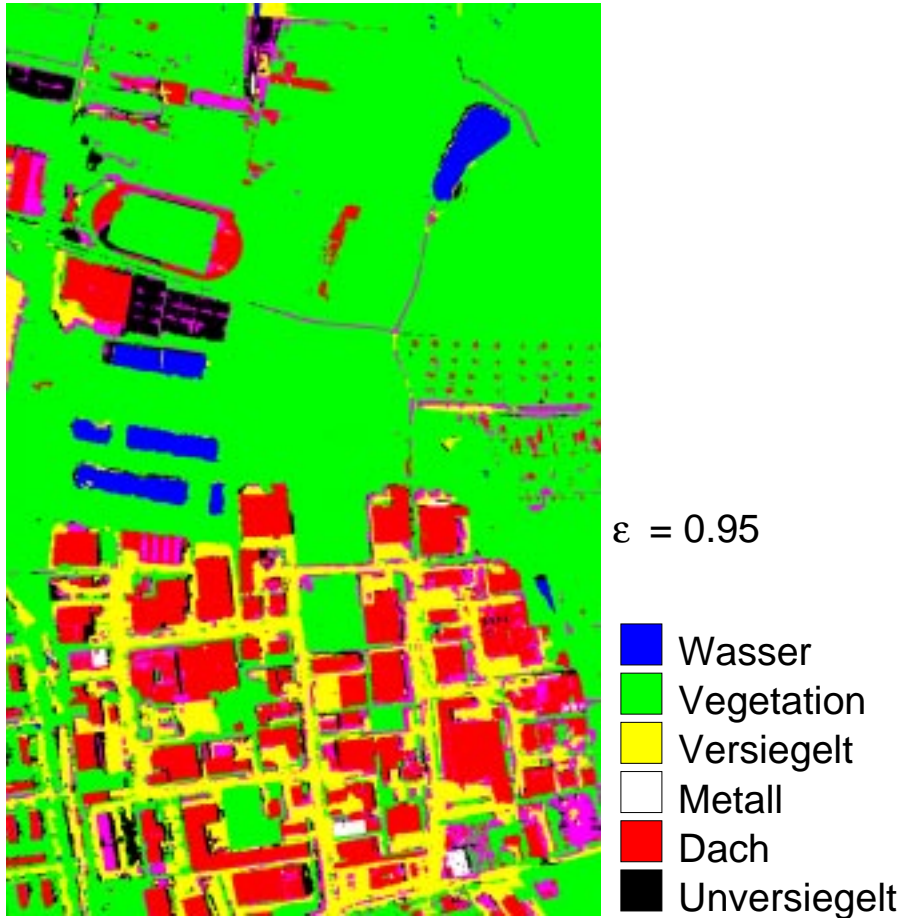 ε = 0.95
Wasser
Vegetation
Versiegelt
Metall
Dach
Unversiegelt